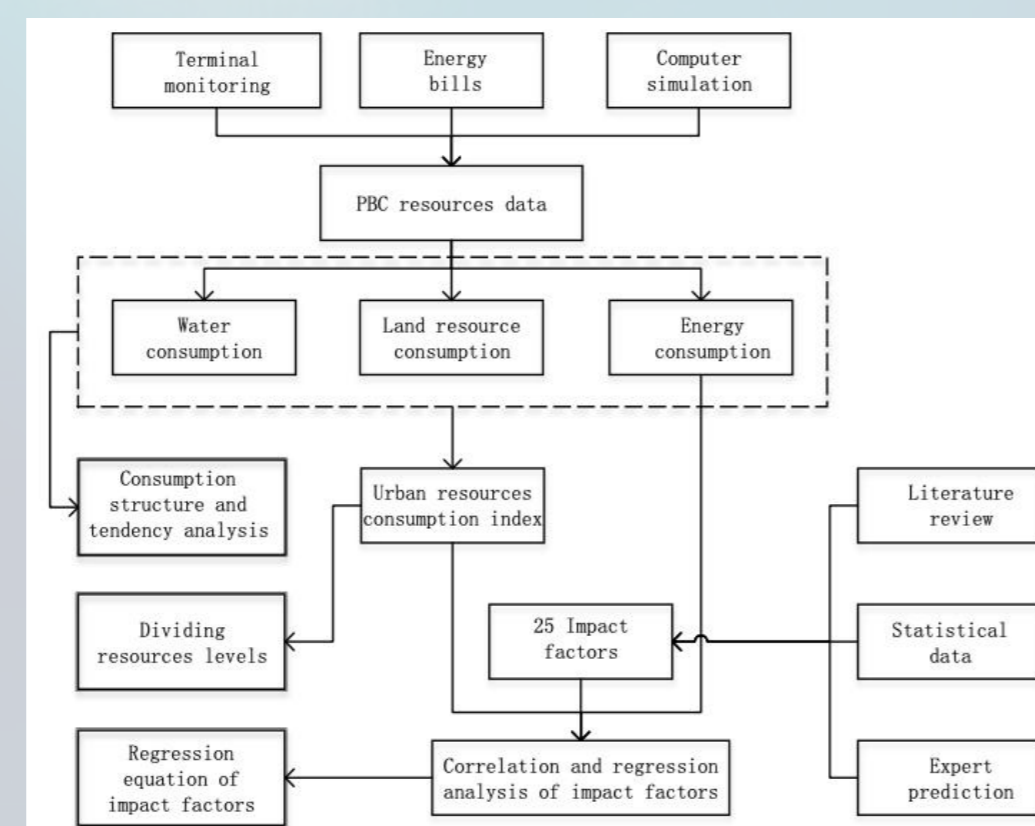 Terminal
monitoring
Energy
bills
Computer
simulation
PBC resources data
Water
consumption
Land resource
consumption
Energy
consumption
Consumption
structure and
tendency analysis
Urban resources
consumption index
Literature
review
Dividing
resources levels
25 Impact
factors
Statistical
data
Regression
equation of
impact factors
Correlation and regression
analysis of impact factors
Expert
prediction